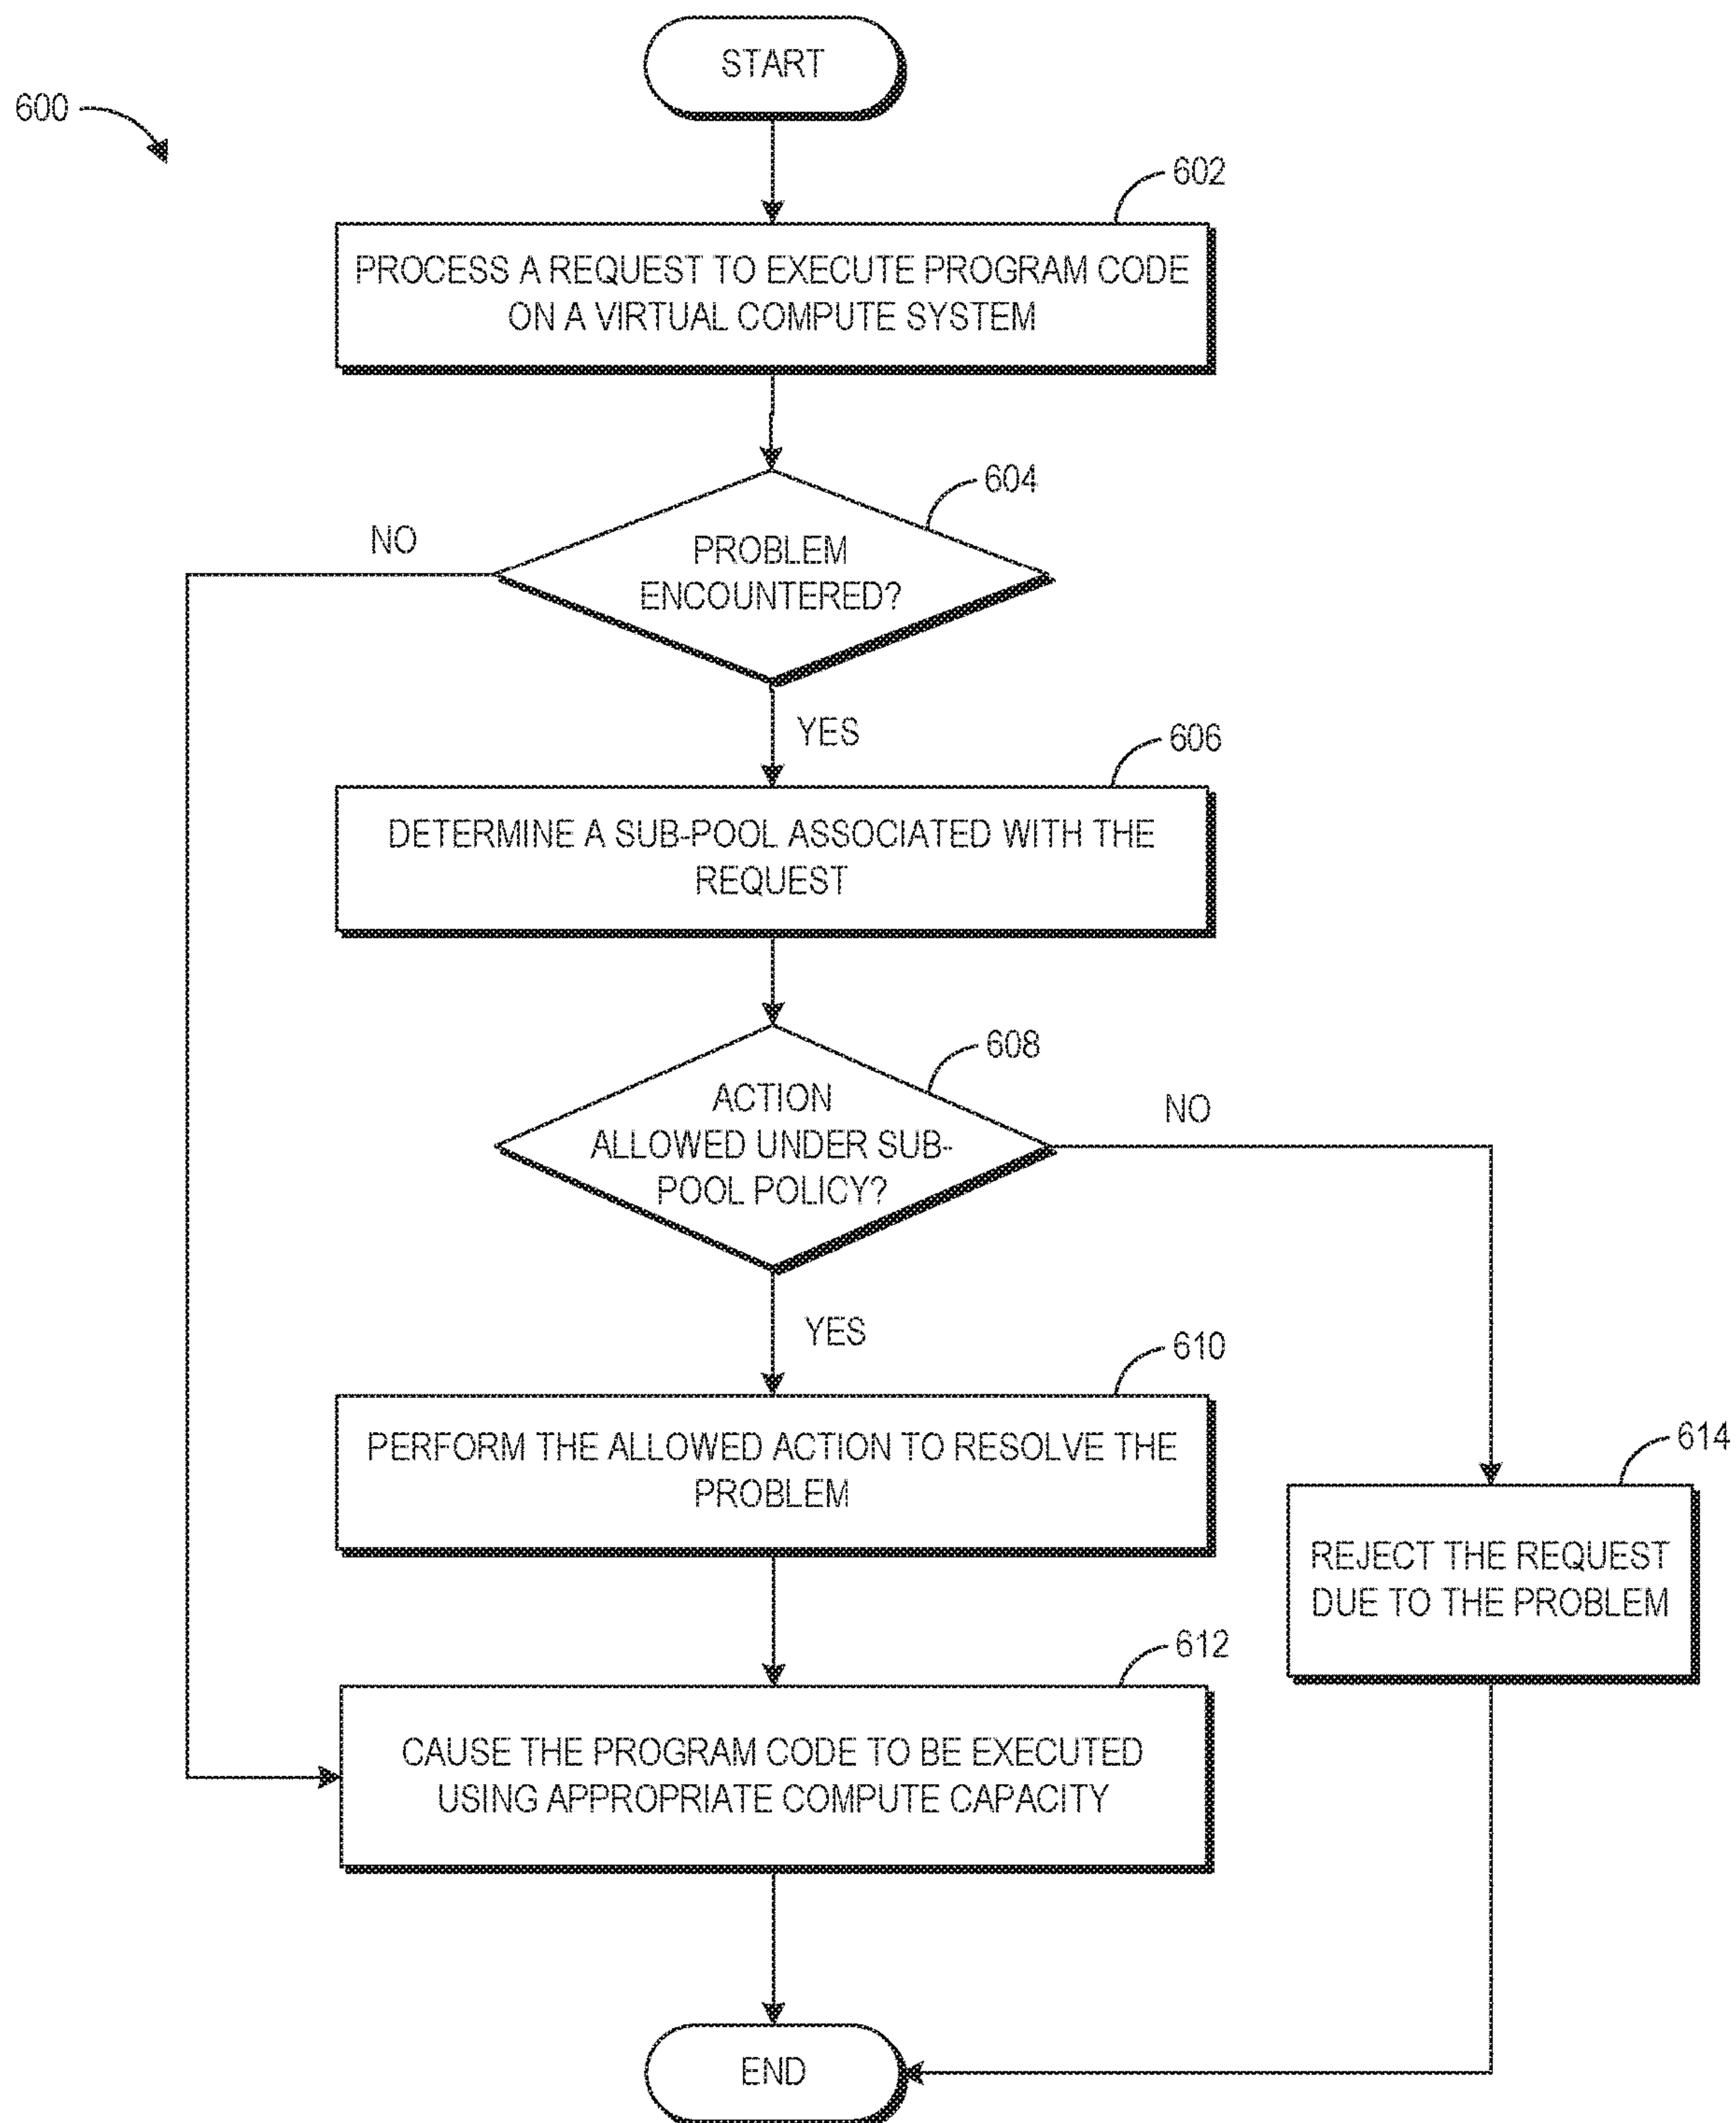 START
600
602
PROCESS A REQUEST TO EXECUTE PROGRAM CODE
ON A VIRTUAL COMPUTE SYSTEM
604
NO
PROBLEM
ENCOUNTERED?
YES
606
DETERMINE A SUB-POOL ASSOCIATED WITH THE
REQUEST
608
ACTION
ALLOWED UNDER SUB-
POOL POLICY?
NO
YES
610
PERFORM THE ALLOWED ACTION TO RESOLVE THE
PROBLEM
614
REJECT THE REQUEST
DUE TO THE PROBLEM
612
CAUSE THE PROGRAM CODE TO BE EXECUTED
USING APPROPRIATE COMPUTE CAPACITY
END